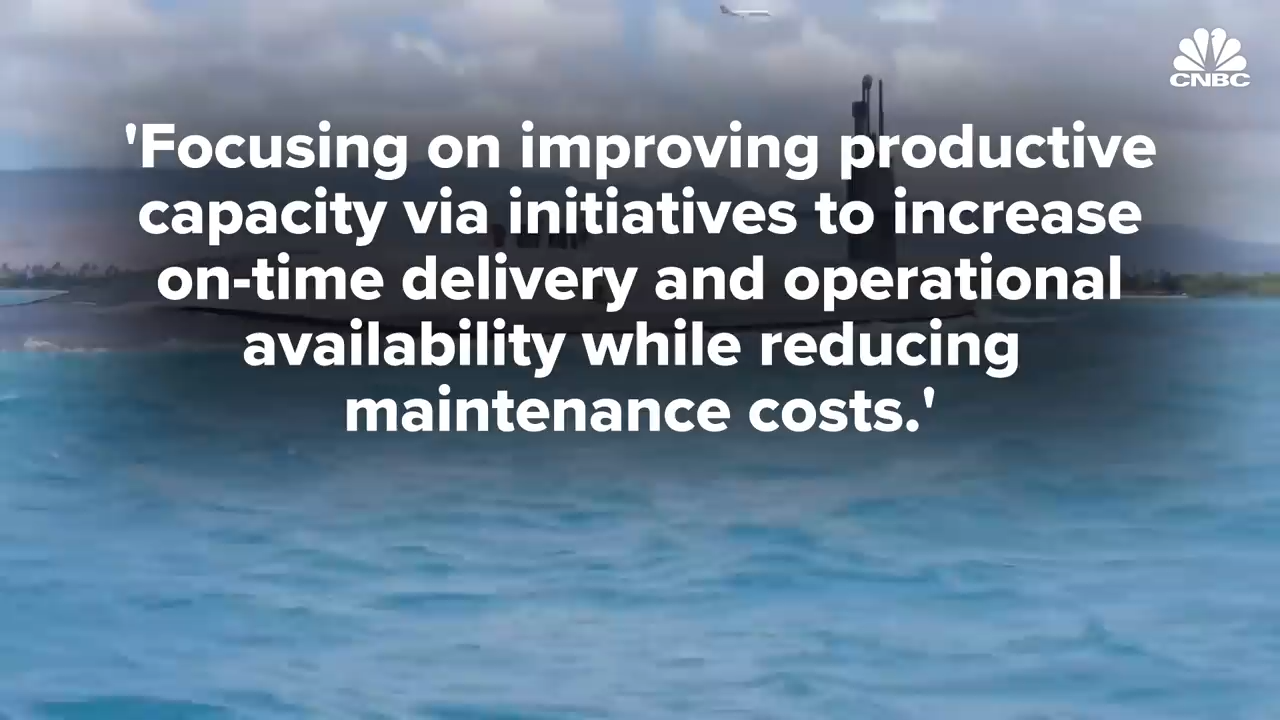 CNBC
'Focusing on improving productive
capacity via initiatives to increase
on-time delivery and operational
availability while reducing
maintenance costs.'